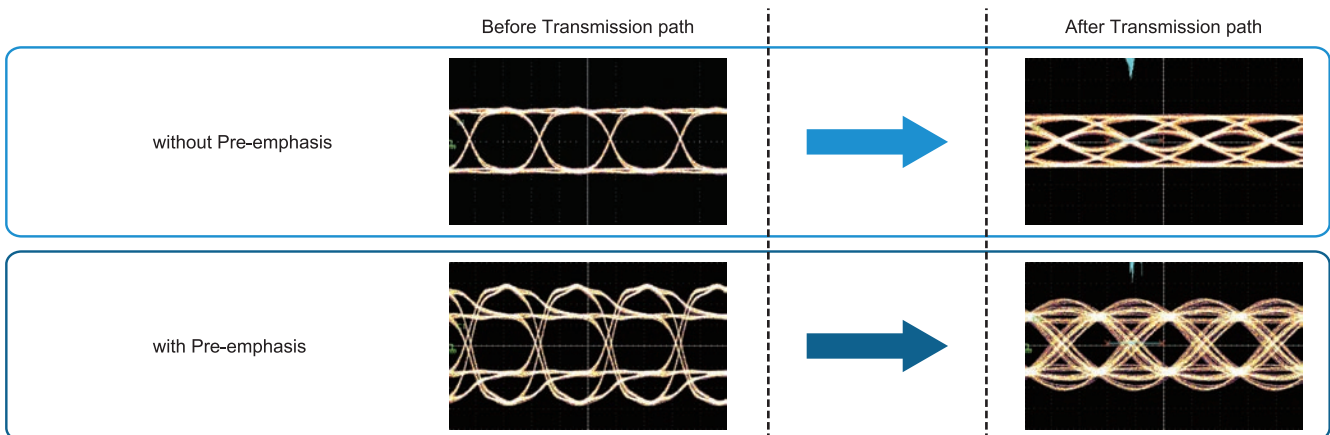 Before Transmission path
After Transmission path
without Pre-emphasis
with Pre-emphasis